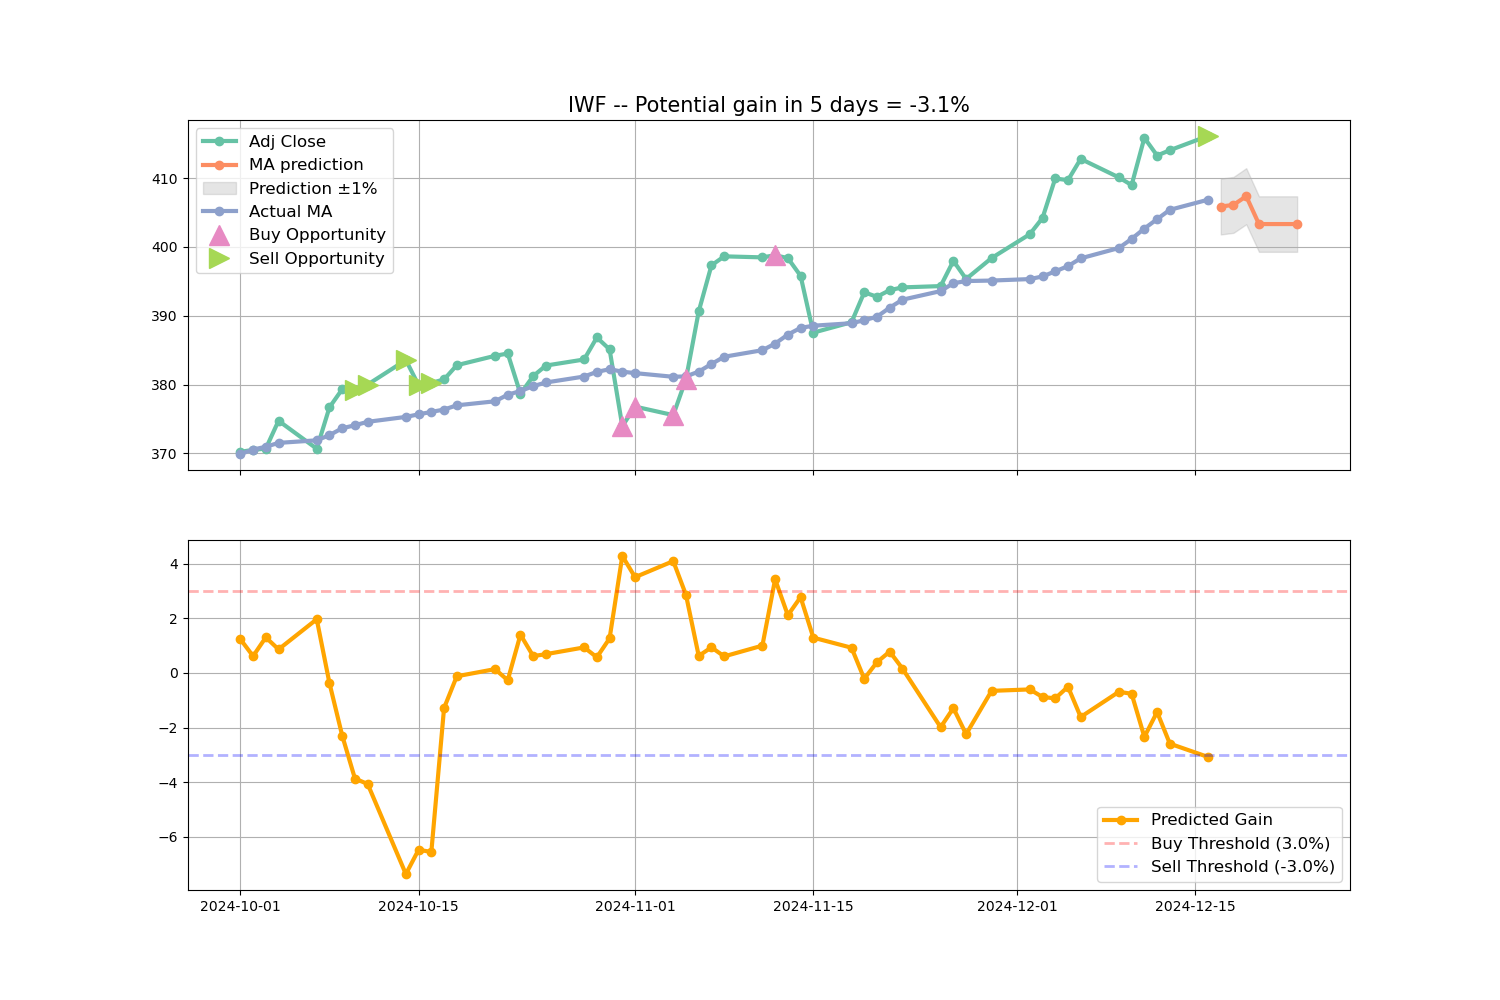 IWF -- Potential gain in 5 days = -3.1%
Adj Close
MA prediction
Prediction ±1%
Actual MA
Buy Opportunity
Sell Opportunity
410
400
390
380
370
4
2
0
−2
−4
−6
Predicted Gain
Buy Threshold (3.0%)
Sell Threshold (-3.0%)
2024-10-01 2024-10-15 2024-11-01 2024-11-15 2024-12-01 2024-12-15